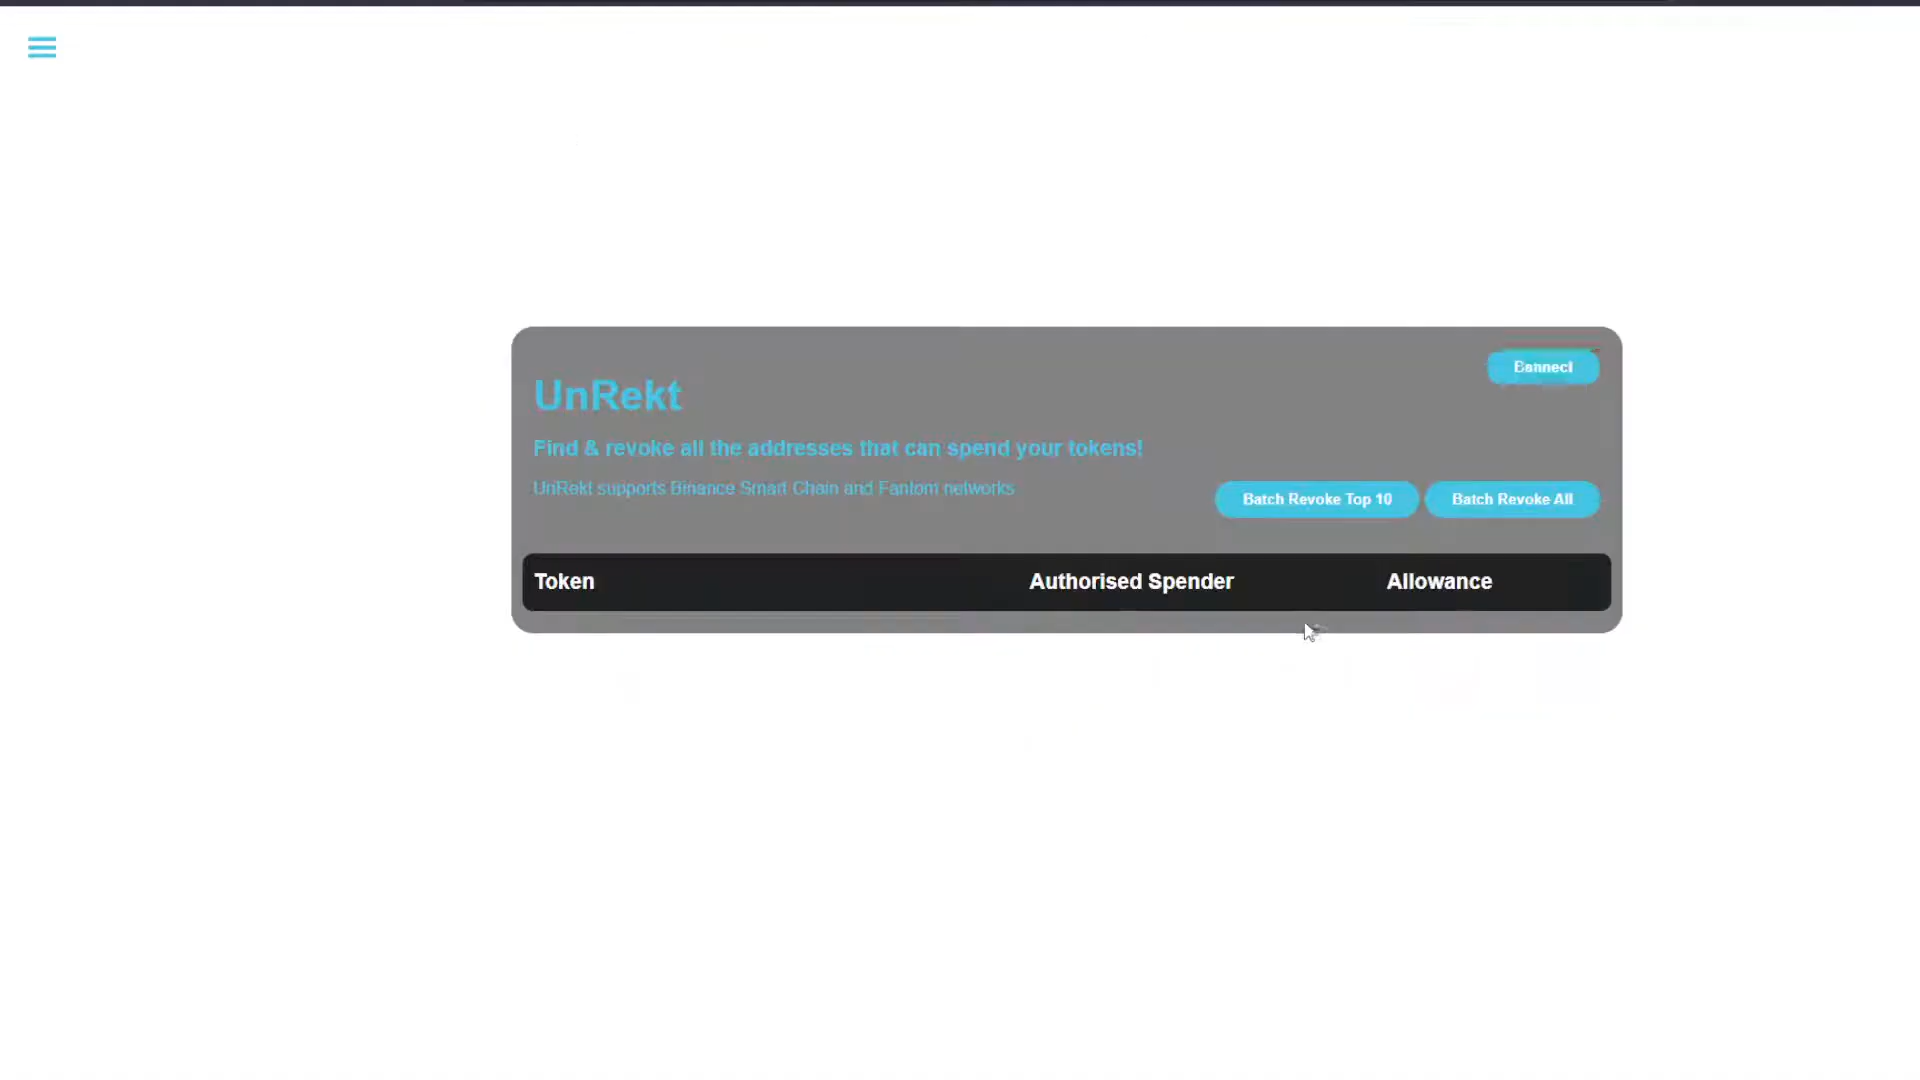 UnRekt
Find & revoke all the addresses that can spend your tokens!
UnRekt supports Binance Smart Chain and Fantom networks
Batch Revoke Top 10
Batch Revoke All
Token
Authorised Spender
Allowance